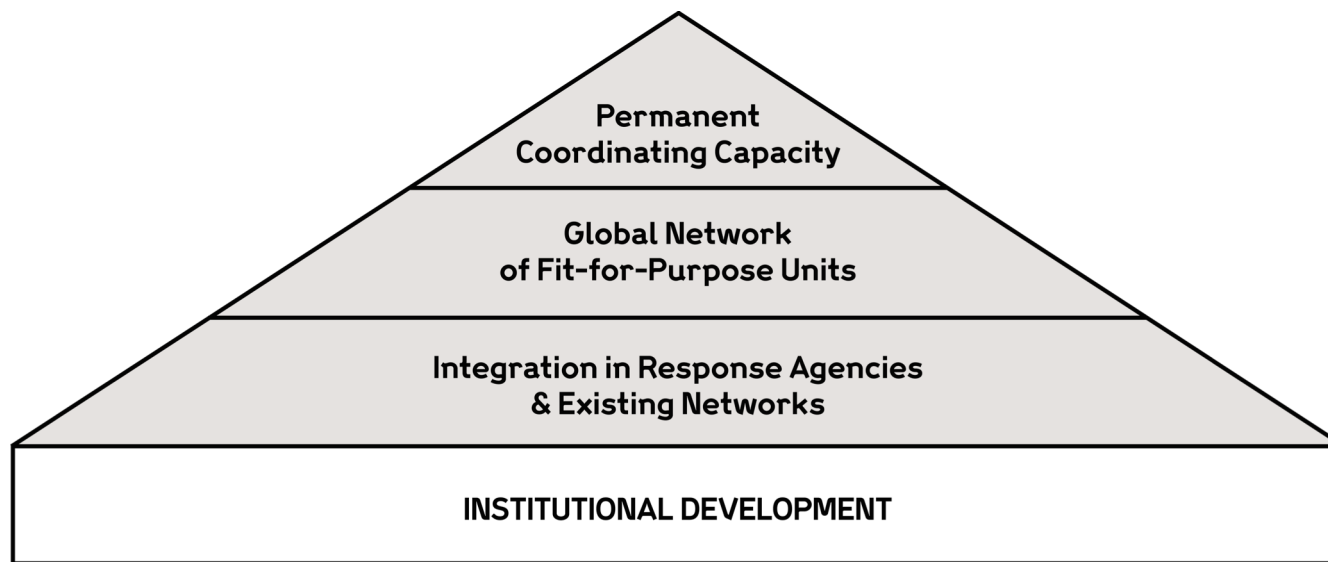 Permanent
Coordinating Capacity
Global Network
of Fit-for-Purpose Units
Integration in Response Agencies
& Existing Networks
INSTITUTIONAL DEVELOPMENT